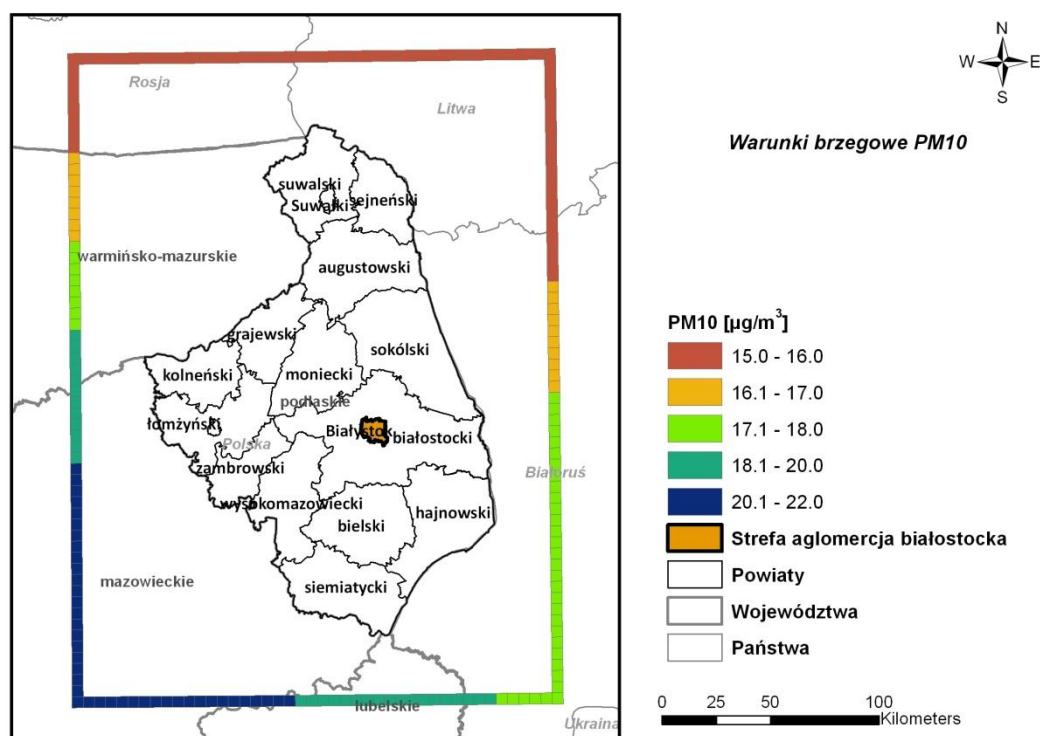 Rosja
Litwa
suwalski
Suwałki
sejneński
warmińsko-mazurskie
augustowski
grajewski
sokólski
kolneński
moniecki
podlaskie
łomżyński
Białystok
białostocki
Polska
zambrowski
Białoruś
wysokomazowiecki
hajnowski
bielski
mazowieckie
siemiatycki
lubelskie
Ukraina
N
W E
S
Warunki brzegowe PM10
PM10 [µg/m³]
15.0 - 16.0
16.1 - 17.0
17.1 - 18.0
18.1 - 20.0
20.1 - 22.0
Strefa aglomercja białostocka
Powiaty
Województwa
Państwa
0 25 50 100
Kilometers